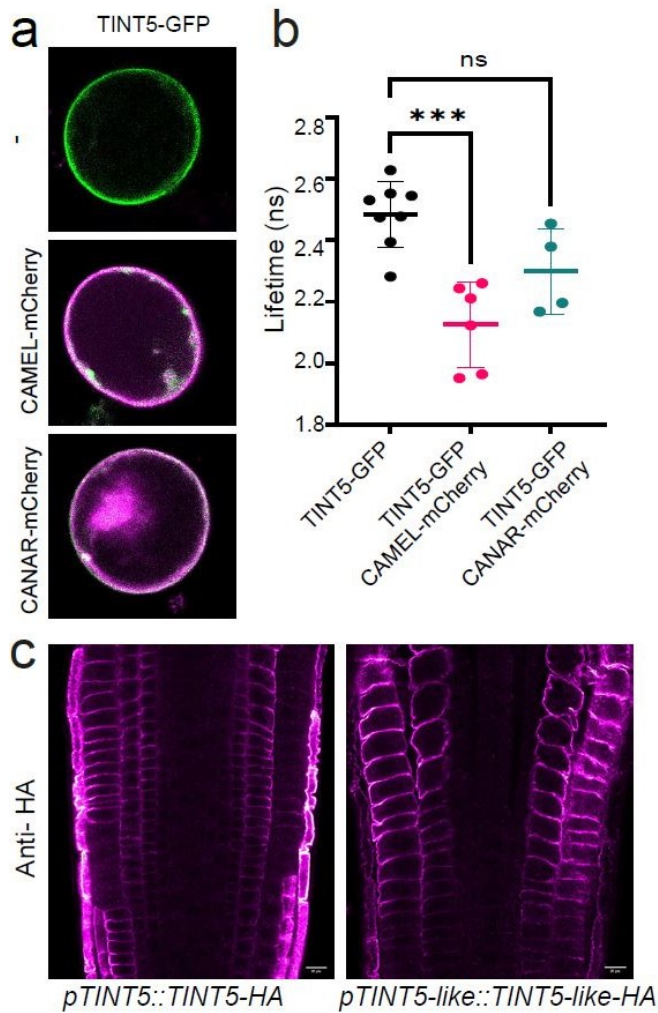 a
TINT5-GFP
-
CAMEL-mCherry
CANAR-mCherry
b
ns
***
Lifetime (ns)
2.8
2.6
2.4
2.2
2.0
1.8
TINT5-GFP
TINT5-GFP
CAMEL-mCherry
TINT5-GFP
CANAR-mCherry
c
Anti- HA
pTINT5::TINT5-HA
pTINT5-like::TINT5-like-HA